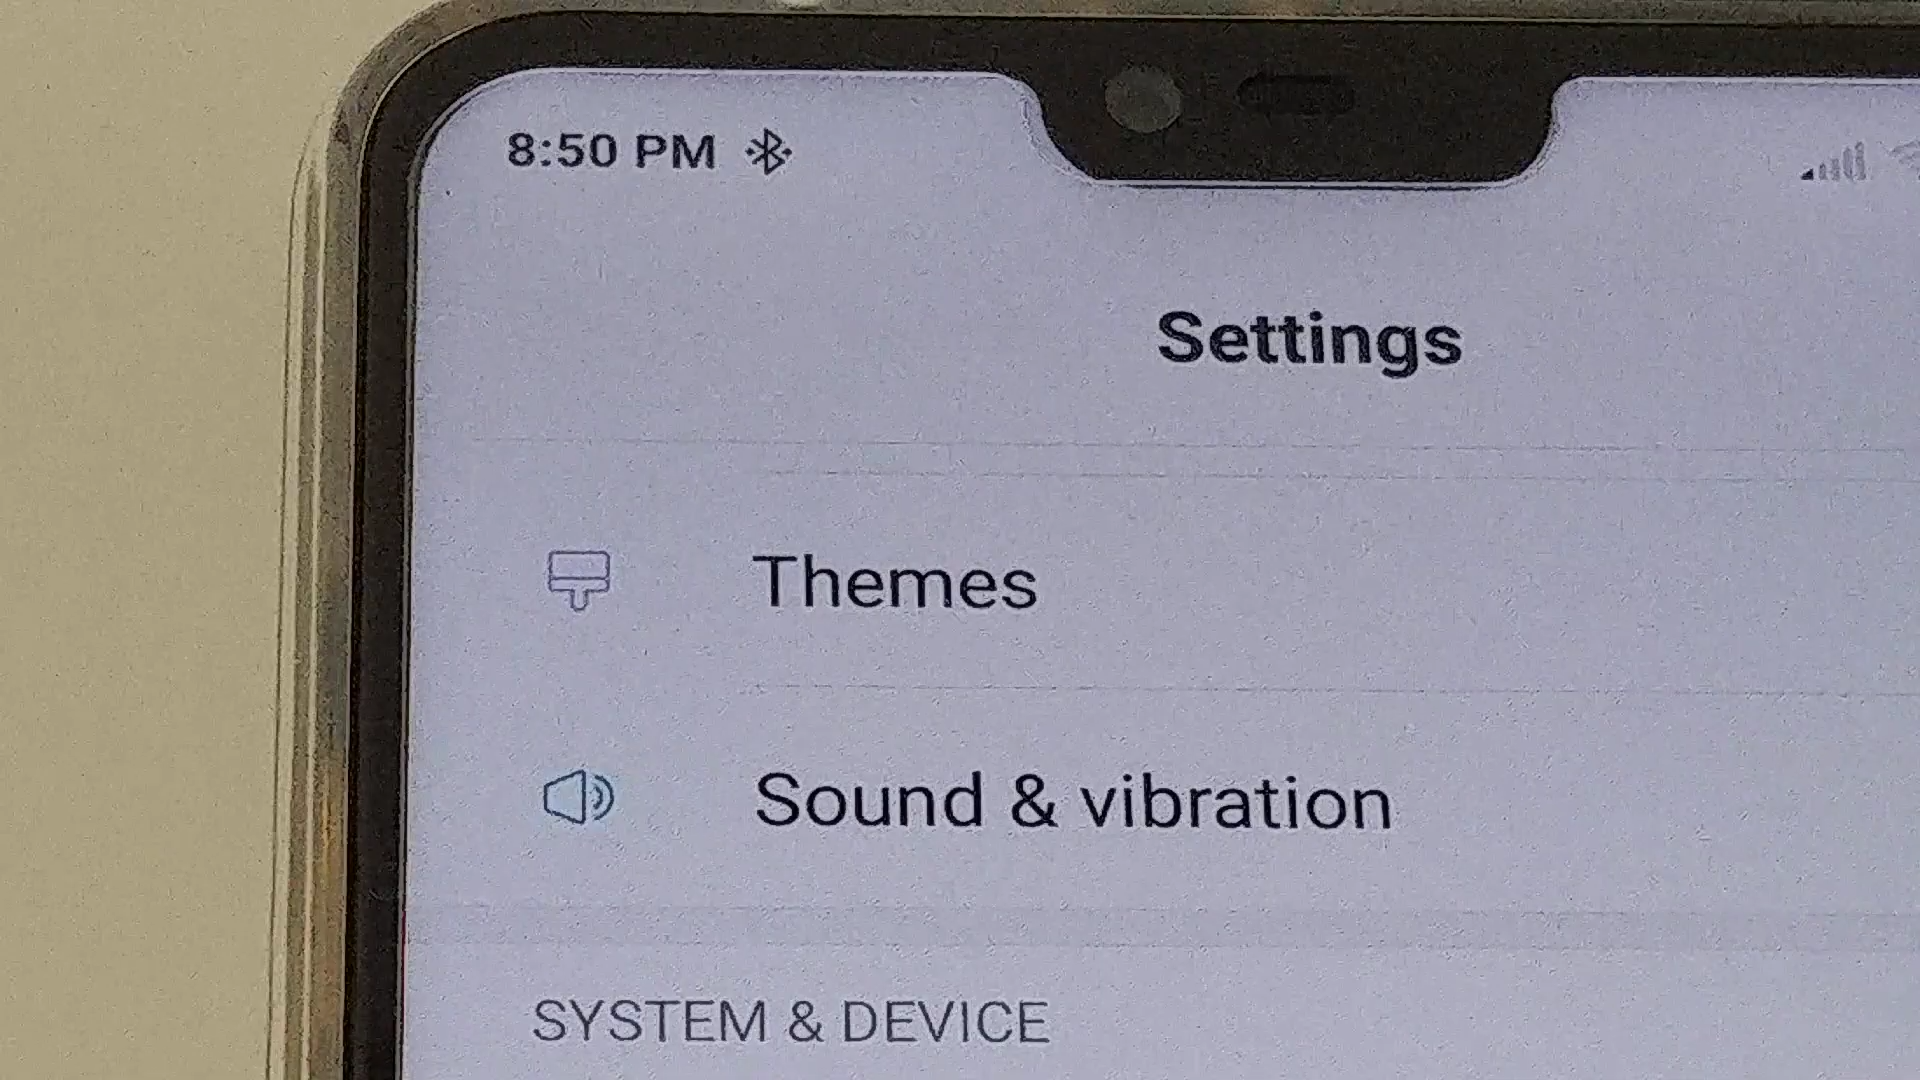 8:50 PM
Settings
Themes
Sound & vibration
SYSTEM & DEVICE